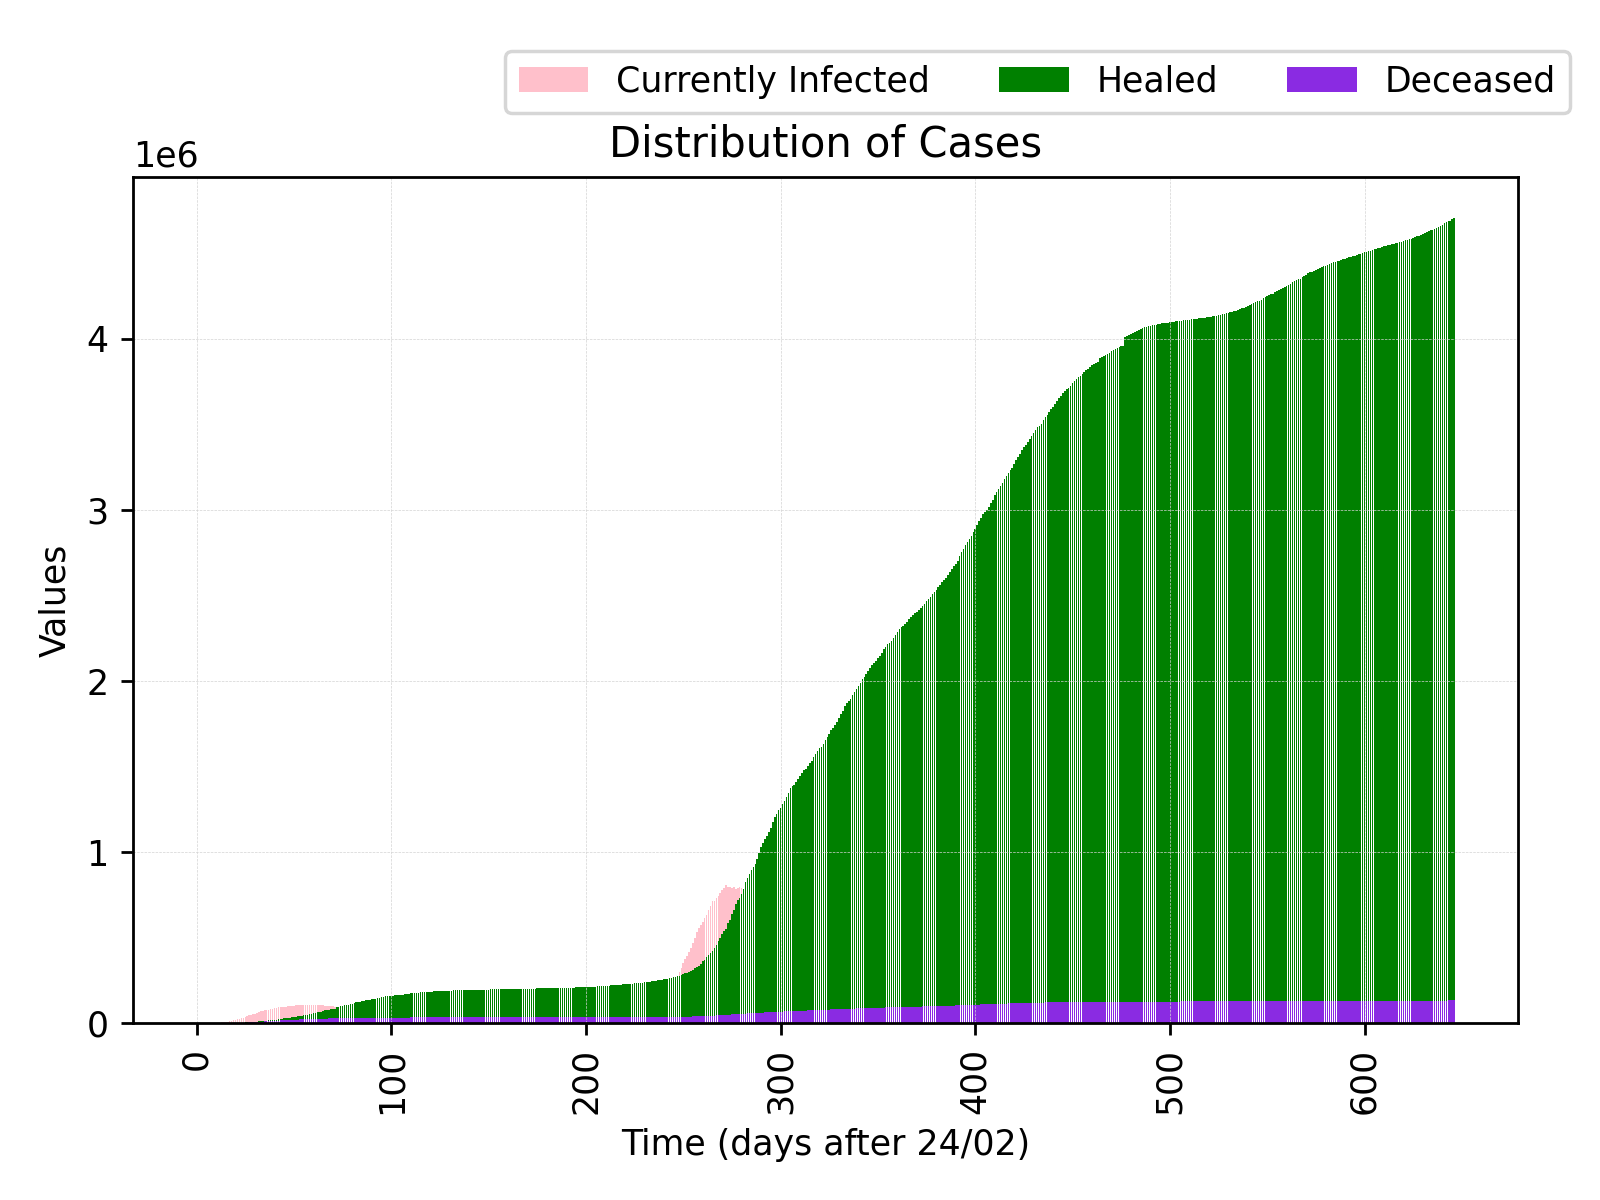 Currently Infected Healed Deceased
Distribution of Cases
1e6
4
3
2
1
0
Values
0 100 200 300 400 500 600
Time (days after 24/02)